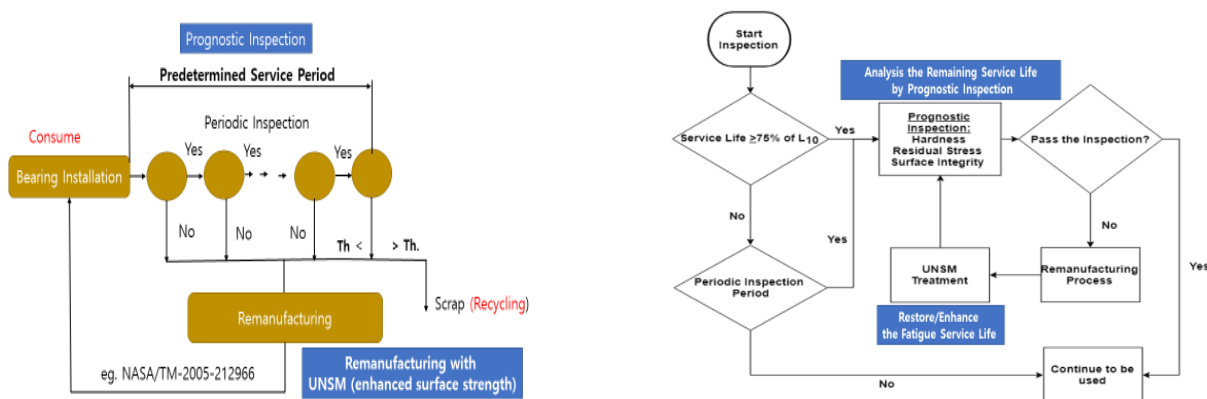 Prognostic Inspection
Predetermined Service Period
Consume
Periodic Inspection
Yes
Yes
Yes
Bearing Installation
No
No
No
Th <
> Th.
Scrap (Recycling)
Remanufacturing
Remanufacturing with
UNSM (enhanced surface strength)
eg. NASA/TM-2005-212966
Start
Inspection
Analysis the Remaining Service Life
by Prognostic Inspection
Service Life ≥75% of L10
Yes
Prognostic
Inspection:
Hardness
Residual Stress
Surface Integrity
Pass the Inspection?
Yes
No
No
Yes
Periodic Inspection
Period
UNSM
Treatment
Remanufacturing
Process
Yes
Restore/Enhance
the Fatigue Service Life
No
Continue to be
used